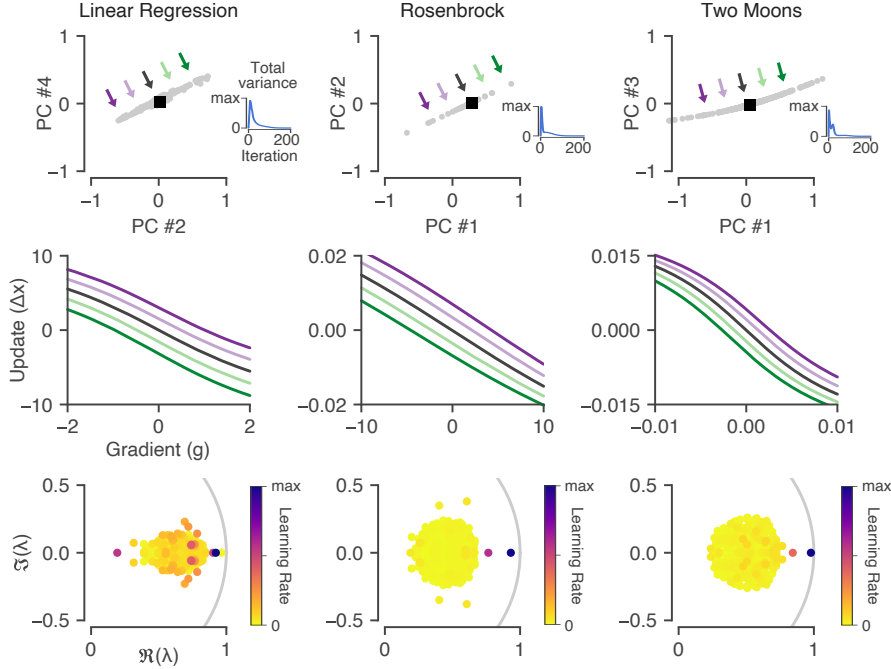 Linear Regression
Rosenbrock
Two Moons
1
0
−1
PC #4
−1
0
1
PC #2
Total
variance
max
0
0
200
Iteration
1
0
−1
PC #2
−1
0
1
PC #1
max
0
0
200
1
0
−1
PC #3
−1
0
1
PC #1
max
0
0
200
10
0
−10
Update (Δx)
−2
0
2
Gradient (g)
0.02
0.00
−0.02
−10
0
10
0.015
0.000
−0.015
−0.01
0.00
0.01
0.5
0.0
−0.5
ℑ(λ)
0
1
ℜ(λ)
max
0
Learning Rate
0.5
0.0
−0.5
0
1
max
0
Learning Rate
0.5
0.0
−0.5
0
1
max
0
Learning Rate